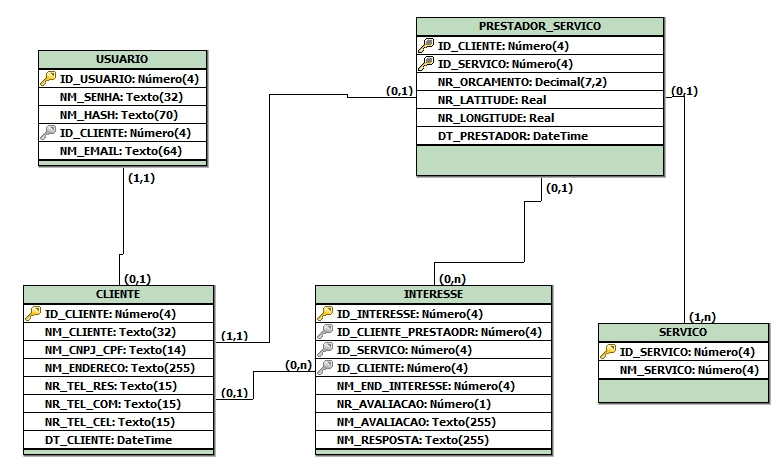 USUARIO
ID_USUARIO: Número(4)
NM_SENHA: Texto(32)
NM_HASH: Texto(70)
ID_CLIENTE: Número(4)
NM_EMAIL: Texto(64)
(1,1)
(0,1)
PRESTADOR_SERVICO
ID_CLIENTE: Número(4)
ID_SERVICO: Número(4)
NR_ORCAMENTO: Decimal(7,2)
NR_LATITUDE: Real
NR_LONGITUDE: Real
DT_PRESTADOR: DateTime
(0,1)
(0,1)
(0,1)
CLIENTE
ID_CLIENTE: Número(4)
NM_CLIENTE: Texto(32)
NM_CNPJ_CPF: Texto(14)
NM_ENDERECO: Texto(255)
NR_TEL_RES: Texto(15)
NR_TEL_COM: Texto(15)
NR_TEL_CEL: Texto(15)
DT_CLIENTE: DateTime
(1,1)
(0,1)
(0,n)
(0,n)
INTERESSE
ID_INTERESSE: Número(4)
ID_CLIENTE_PRESTAODR: Número(4)
ID_SERVICO: Número(4)
ID_CLIENTE: Número(4)
NM_END_INTERESSE: Número(4)
NR_AVALIACAO: Número(1)
NM_AVALIACAO: Texto(255)
NM_RESPOSTA: Texto(255)
(1,n)
SERVICO
ID_SERVICO: Número(4)
NM_SERVICO: Número(4)